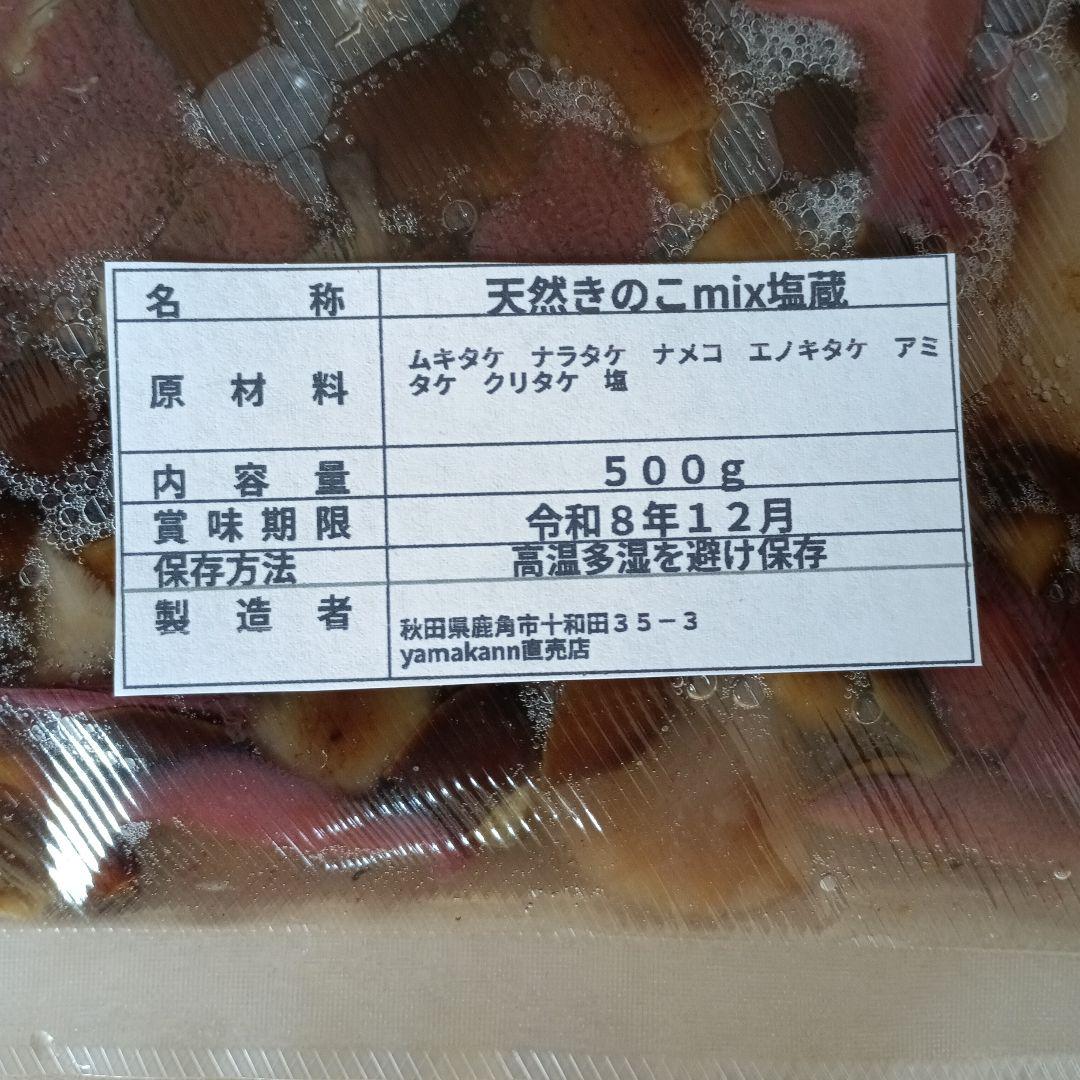 名称 天然きのこmix塩蔵
原材料 ムキタケ ナラタケ ナメコ エノキタケ アミ
タケ クリタケ 塩
内容量 ５００ｇ
賞味期限 令和８年１２月
保存方法 高温多湿を避け保存
製造者 秋田県鹿角市十和田３５－３
yamakann直売店